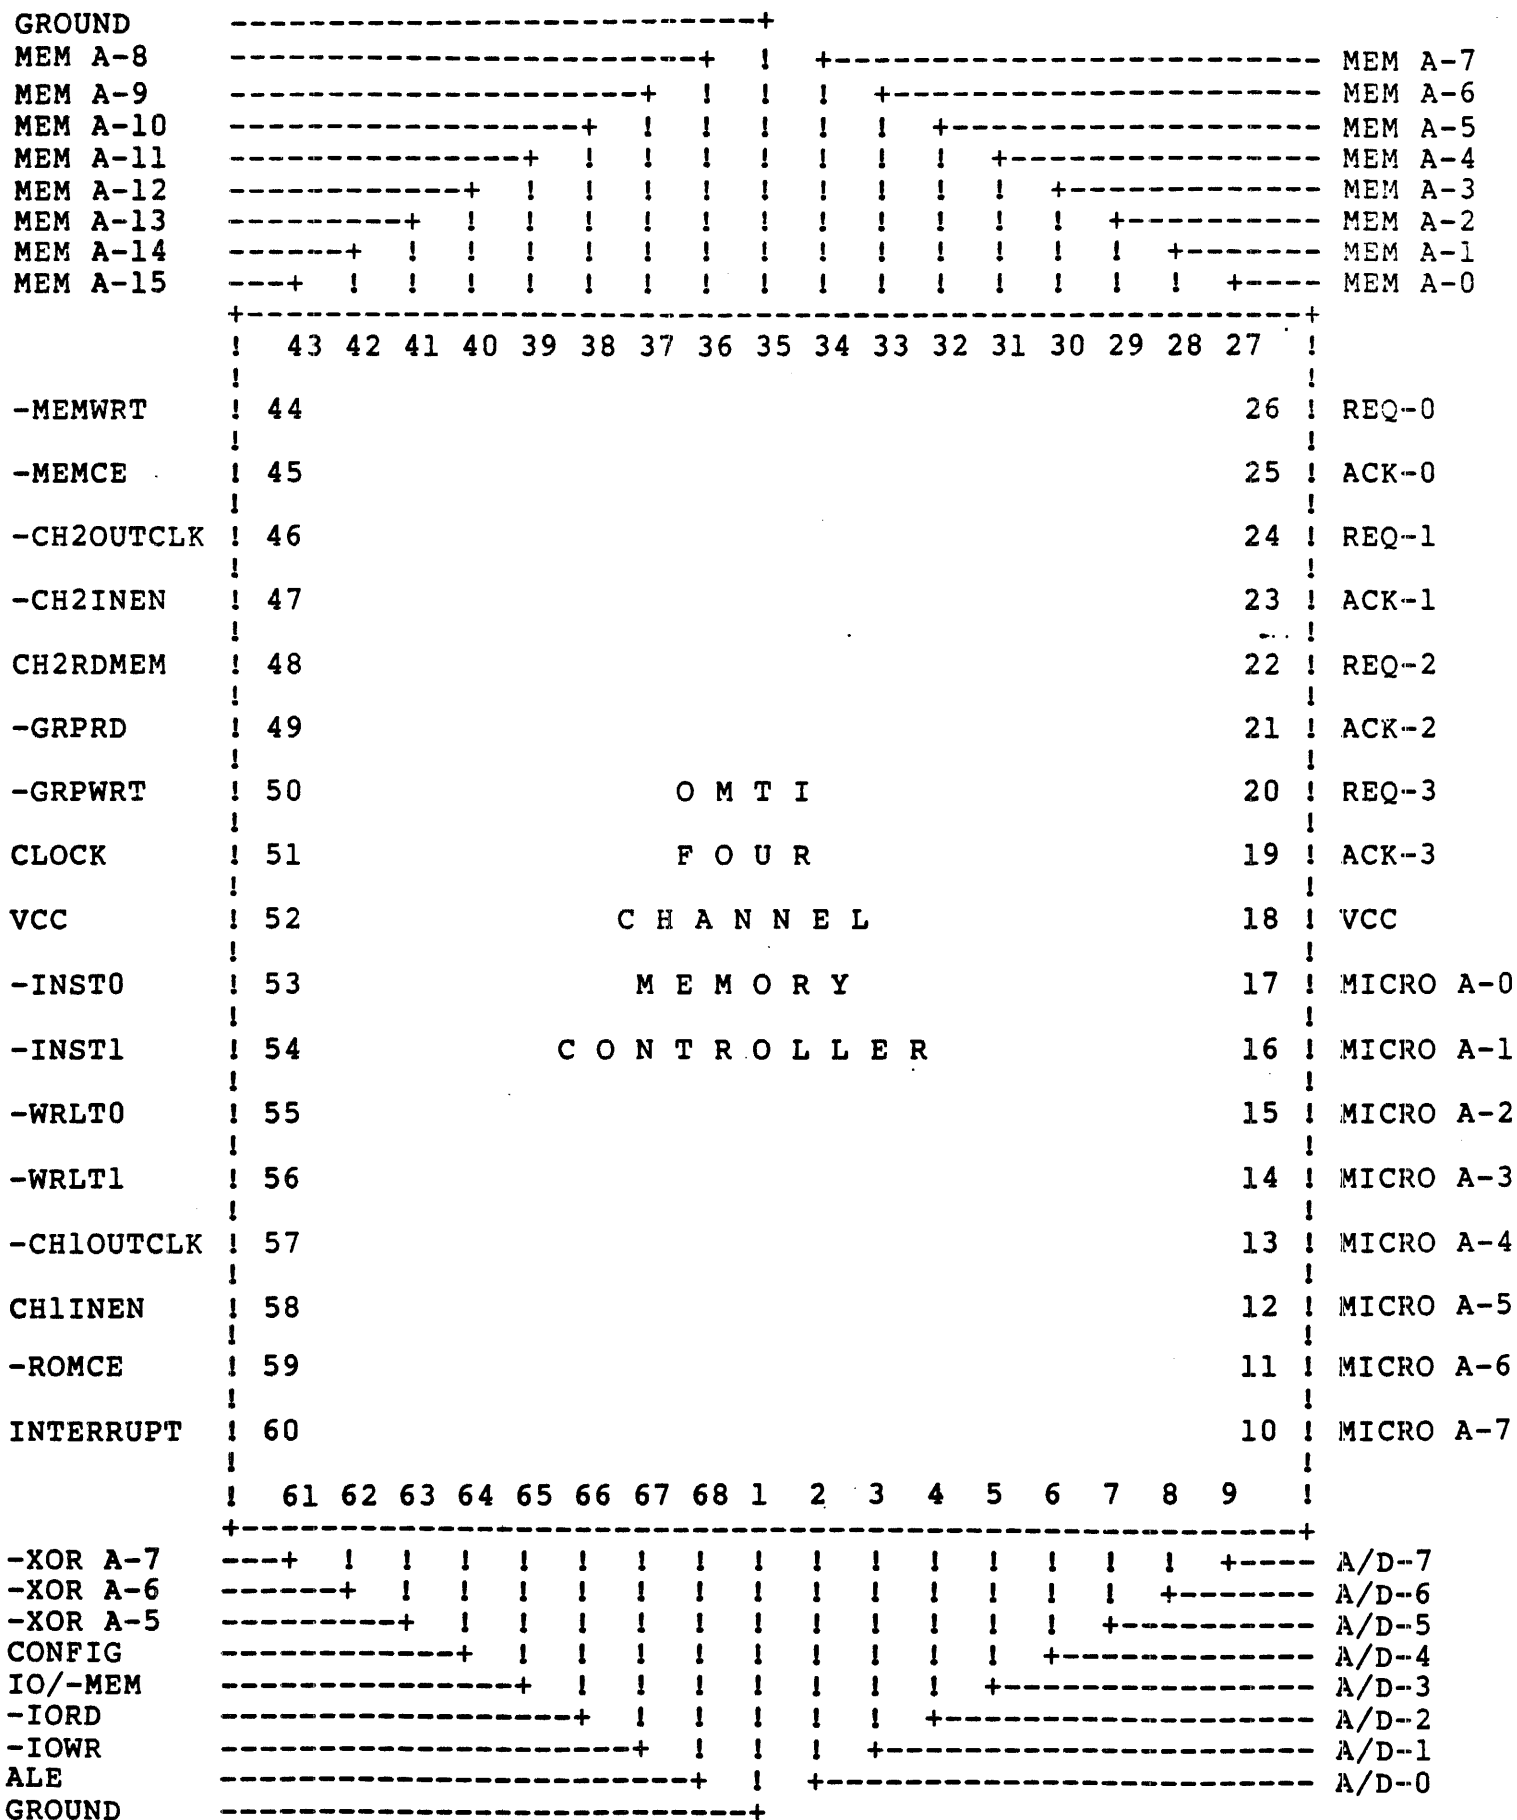 GROUND
MEM A-8 MEM A-7
MEM A-9 MEM A-6
MEM A-10 MEM A-5
MEM A-11 MEM A-4
MEM A-12 MEM A-3
MEM A-13 MEM A-2
MEM A-14 MEM A-1
MEM A-15 MEM A-0
43 42 41 40 39 38 37 36 35 34 33 32 31 30 29 28 27
-MEMWRT 44 26 REQ-0
-MEMCE 45 25 ACK-0
-CH2OUTCLK 46 24 REQ-1
-CH2INEN 47 23 ACK-1
CH2RDMEM 48 22 REQ-2
-GRPRD 49 21 ACK-2
-GRPWRT 50 O M T I 20 REQ-3
CLOCK 51 F O U R 19 ACK-3
VCC 52 C H A N N E L 18 VCC
-INST0 53 M E M O R Y 17 MICRO A-0
-INST1 54 C O N T R O L L E R 16 MICRO A-1
-WRLT0 55 15 MICRO A-2
-WRLT1 56 14 MICRO A-3
-CH1OUTCLK 57 13 MICRO A-4
CH1INEN 58 12 MICRO A-5
-ROMCE 59 11 MICRO A-6
INTERRUPT 60 10 MICRO A-7
61 62 63 64 65 66 67 68 1 2 3 4 5 6 7 8 9
-XOR A-7 A/D-7
-XOR A-6 A/D-6
-XOR A-5 A/D-5
CONFIG A/D-4
IO/-MEM A/D-3
-IORD A/D-2
-IOWR A/D-1
ALE A/D-0
GROUND